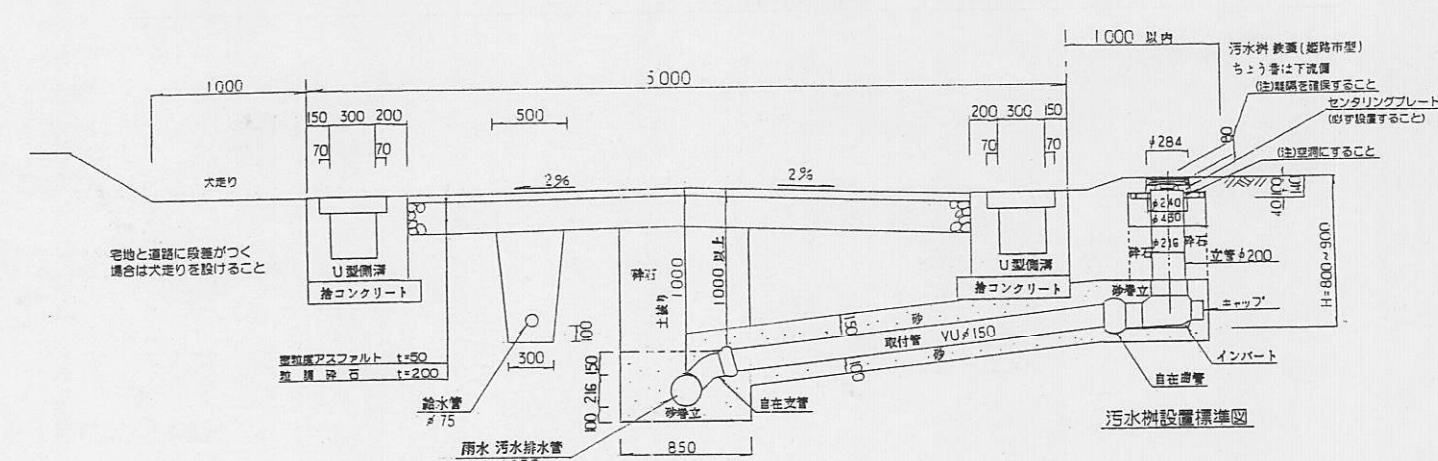 1000
5000
1000 以内
汚水桝 鉄蓋(姫路市型)
ちょう番は下流側
(注)離隔を確保すること
センタリングプレート
(必ず設置すること)
(注)空洞にすること
150 300 200
70 70
500
200 300 150
70 70
φ284
80
犬走り
2%
2%
宅地と道路に段差がつく
場合は犬走りを設けること
U型側溝
捨コンクリート
U型側溝
捨コンクリート
密粒度アスファルト t=50
粒調砕石 t=200
給水管
φ75
300
100
砕石
土被り
1000
1000以上
150
216
100
850
砂巻立
雨水 汚水排水管
自在支管
150
砂
取付管 VUφ150
砂
100
砂巻立
φ240
φ450
φ216
砕石
砕石
立管φ200
40
100
140
H=800~900
キャップ
インバート
自在曲管
汚水桝設置標準図